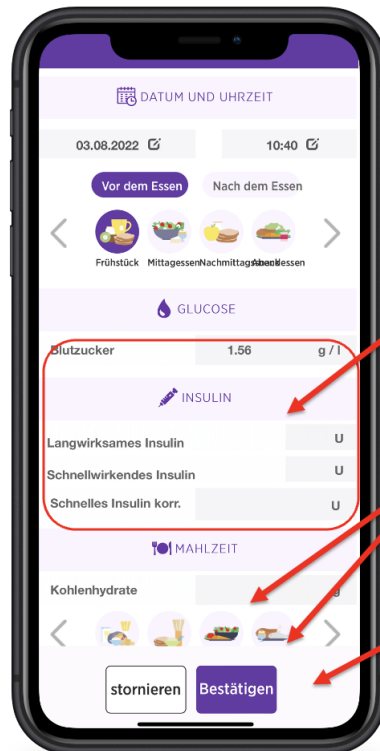 DATUM UND UHRZEIT
03.08.2022 10:40
Vor dem Essen Nach dem Essen
Frühstück Mittagessen Nachmittags Abendessen
GLUCOSE
Blutzucker 1.56 g / l
INSULIN
Langwirksames Insulin U
Schnellwirkendes Insulin U
Schnelles Insulin korr. U
MAHLZEIT
Kohlenhydrate g
stornieren Bestätigen